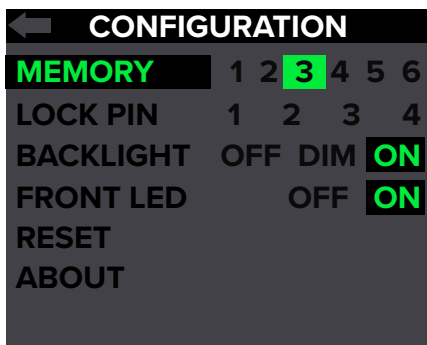 CONFIGURATION
MEMORY 1 2 3 4 5 6
LOCK PIN 1 2 3 4
BACKLIGHT OFF DIM ON
FRONT LED OFF ON
RESET
ABOUT